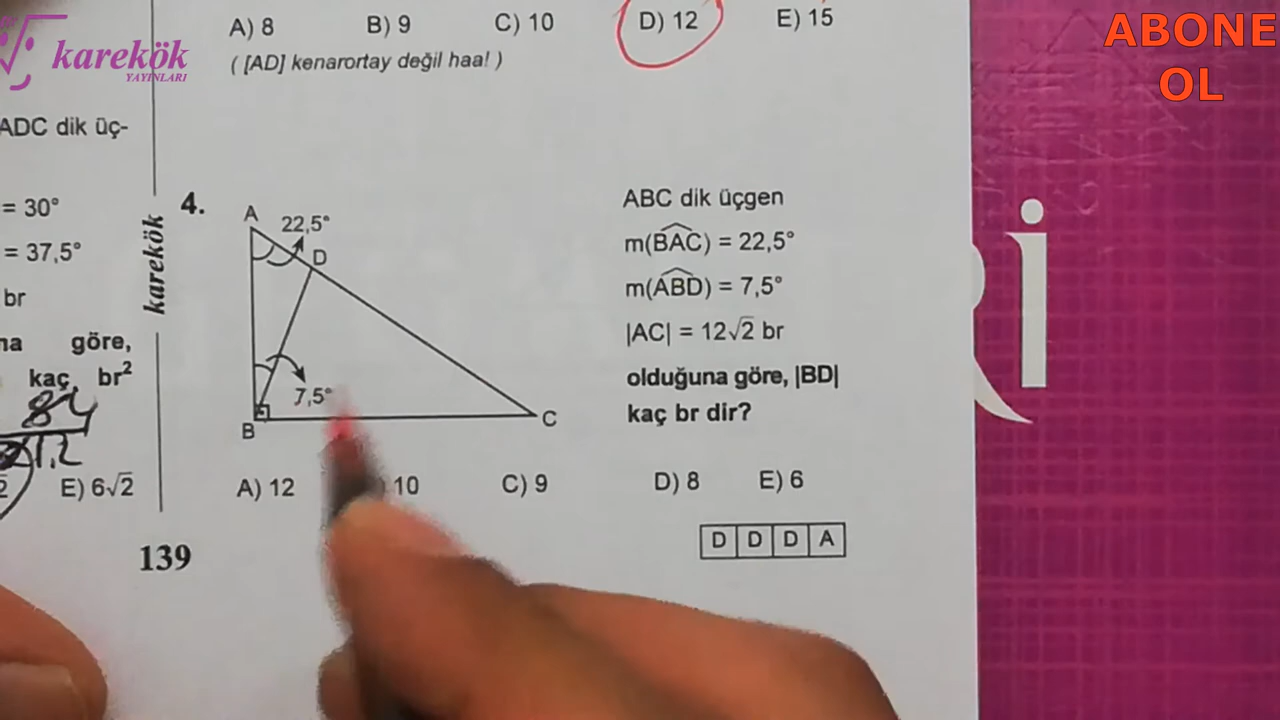 karekök
YAYINLARI
ABONE
OL
A) 8 B) 9 C) 10 D) 12 E) 15
( [AD] kenarortay değil haa! )
ADC dik üç-
= 30°
= 37,5°
br
na göre,
kaç br²
84
E) 6√2
karekök
139
4.
A
22,5°
D
7,5°
B
C
ABC dik üçgen
m(BAC) = 22,5°
m(ABD) = 7,5°
|AC| = 12√2 br
olduğuna göre, |BD|
kaç br dir?
A) 12 10 C) 9 D) 8 E) 6
D D D A